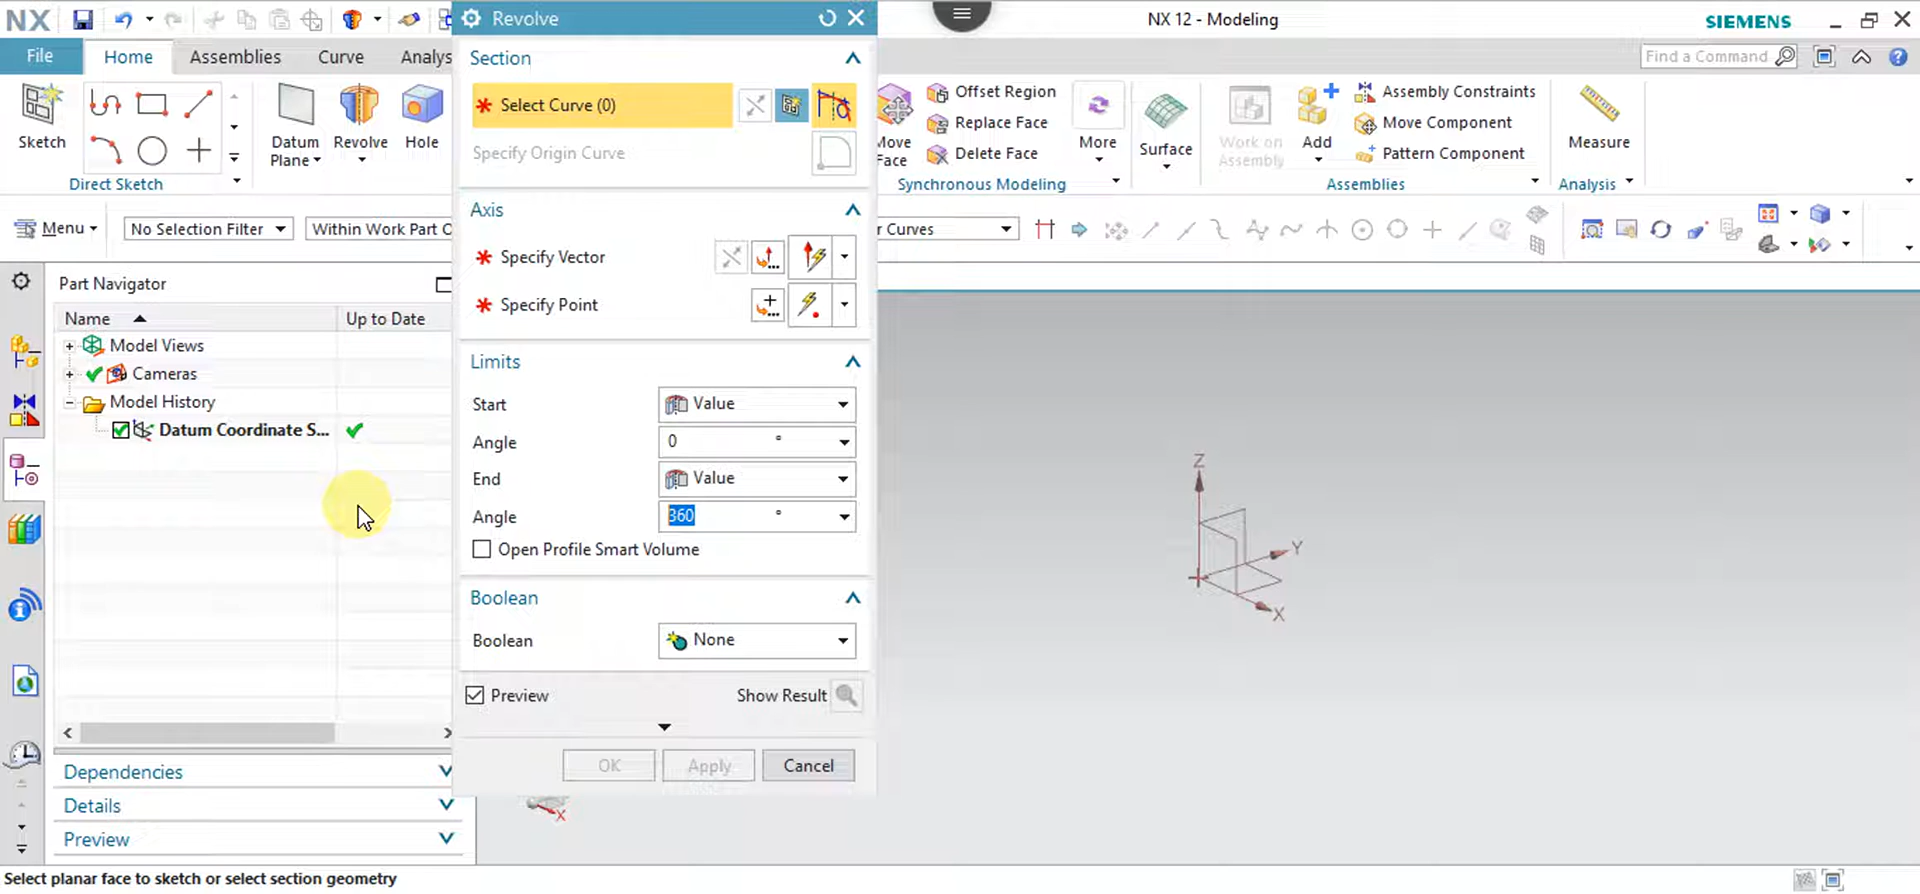 NX
Revolve
NX 12 - Modeling
SIEMENS
File
Home
Assemblies
Curve
Analys
Find a Command
Section
Select Curve (0)
Specify Origin Curve
Sketch
Direct Sketch
Datum
Plane
Revolve
Hole
Move
Face
Offset Region
Replace Face
Delete Face
More
Synchronous Modeling
Surface
Work on
Assembly
Add
Assembly Constraints
Move Component
Pattern Component
Assemblies
Measure
Analysis
Menu
No Selection Filter
Within Work Part O
r Curves
Axis
Specify Vector
Specify Point
Part Navigator
Name
Up to Date
Model Views
Cameras
Model History
Datum Coordinate S...
Limits
Start
Value
Angle
0
°
End
Value
Angle
360
°
Open Profile Smart Volume
Boolean
Boolean
None
Preview
Show Result
OK
Apply
Cancel
Z
Y
X
X
Dependencies
Details
Preview
Select planar face to sketch or select section geometry